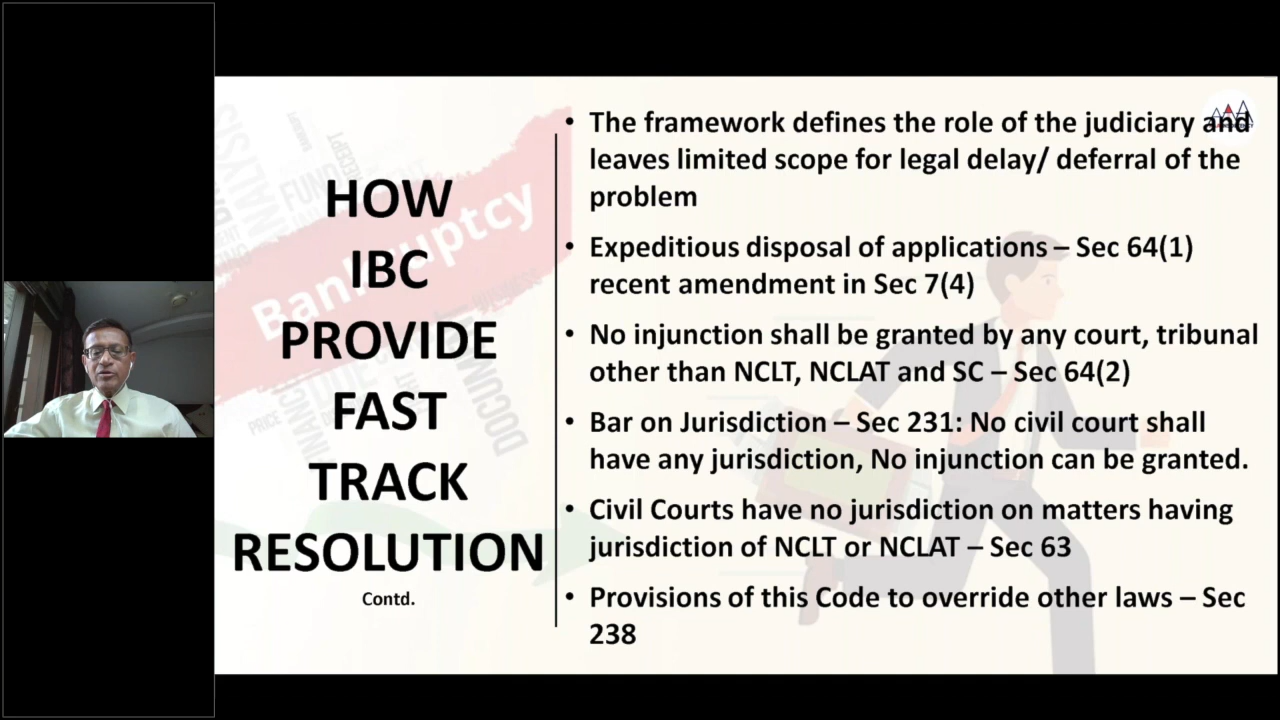 HOW
IBC
PROVIDE
FAST
TRACK
RESOLUTION
Contd.
• The framework defines the role of the judiciary and
leaves limited scope for legal delay/ deferral of the
problem
• Expeditious disposal of applications – Sec 64(1)
recent amendment in Sec 7(4)
• No injunction shall be granted by any court, tribunal
other than NCLT, NCLAT and SC – Sec 64(2)
• Bar on Jurisdiction – Sec 231: No civil court shall
have any jurisdiction, No injunction can be granted.
• Civil Courts have no jurisdiction on matters having
jurisdiction of NCLT or NCLAT – Sec 63
• Provisions of this Code to override other laws – Sec
238
Bankruptcy
PRICE